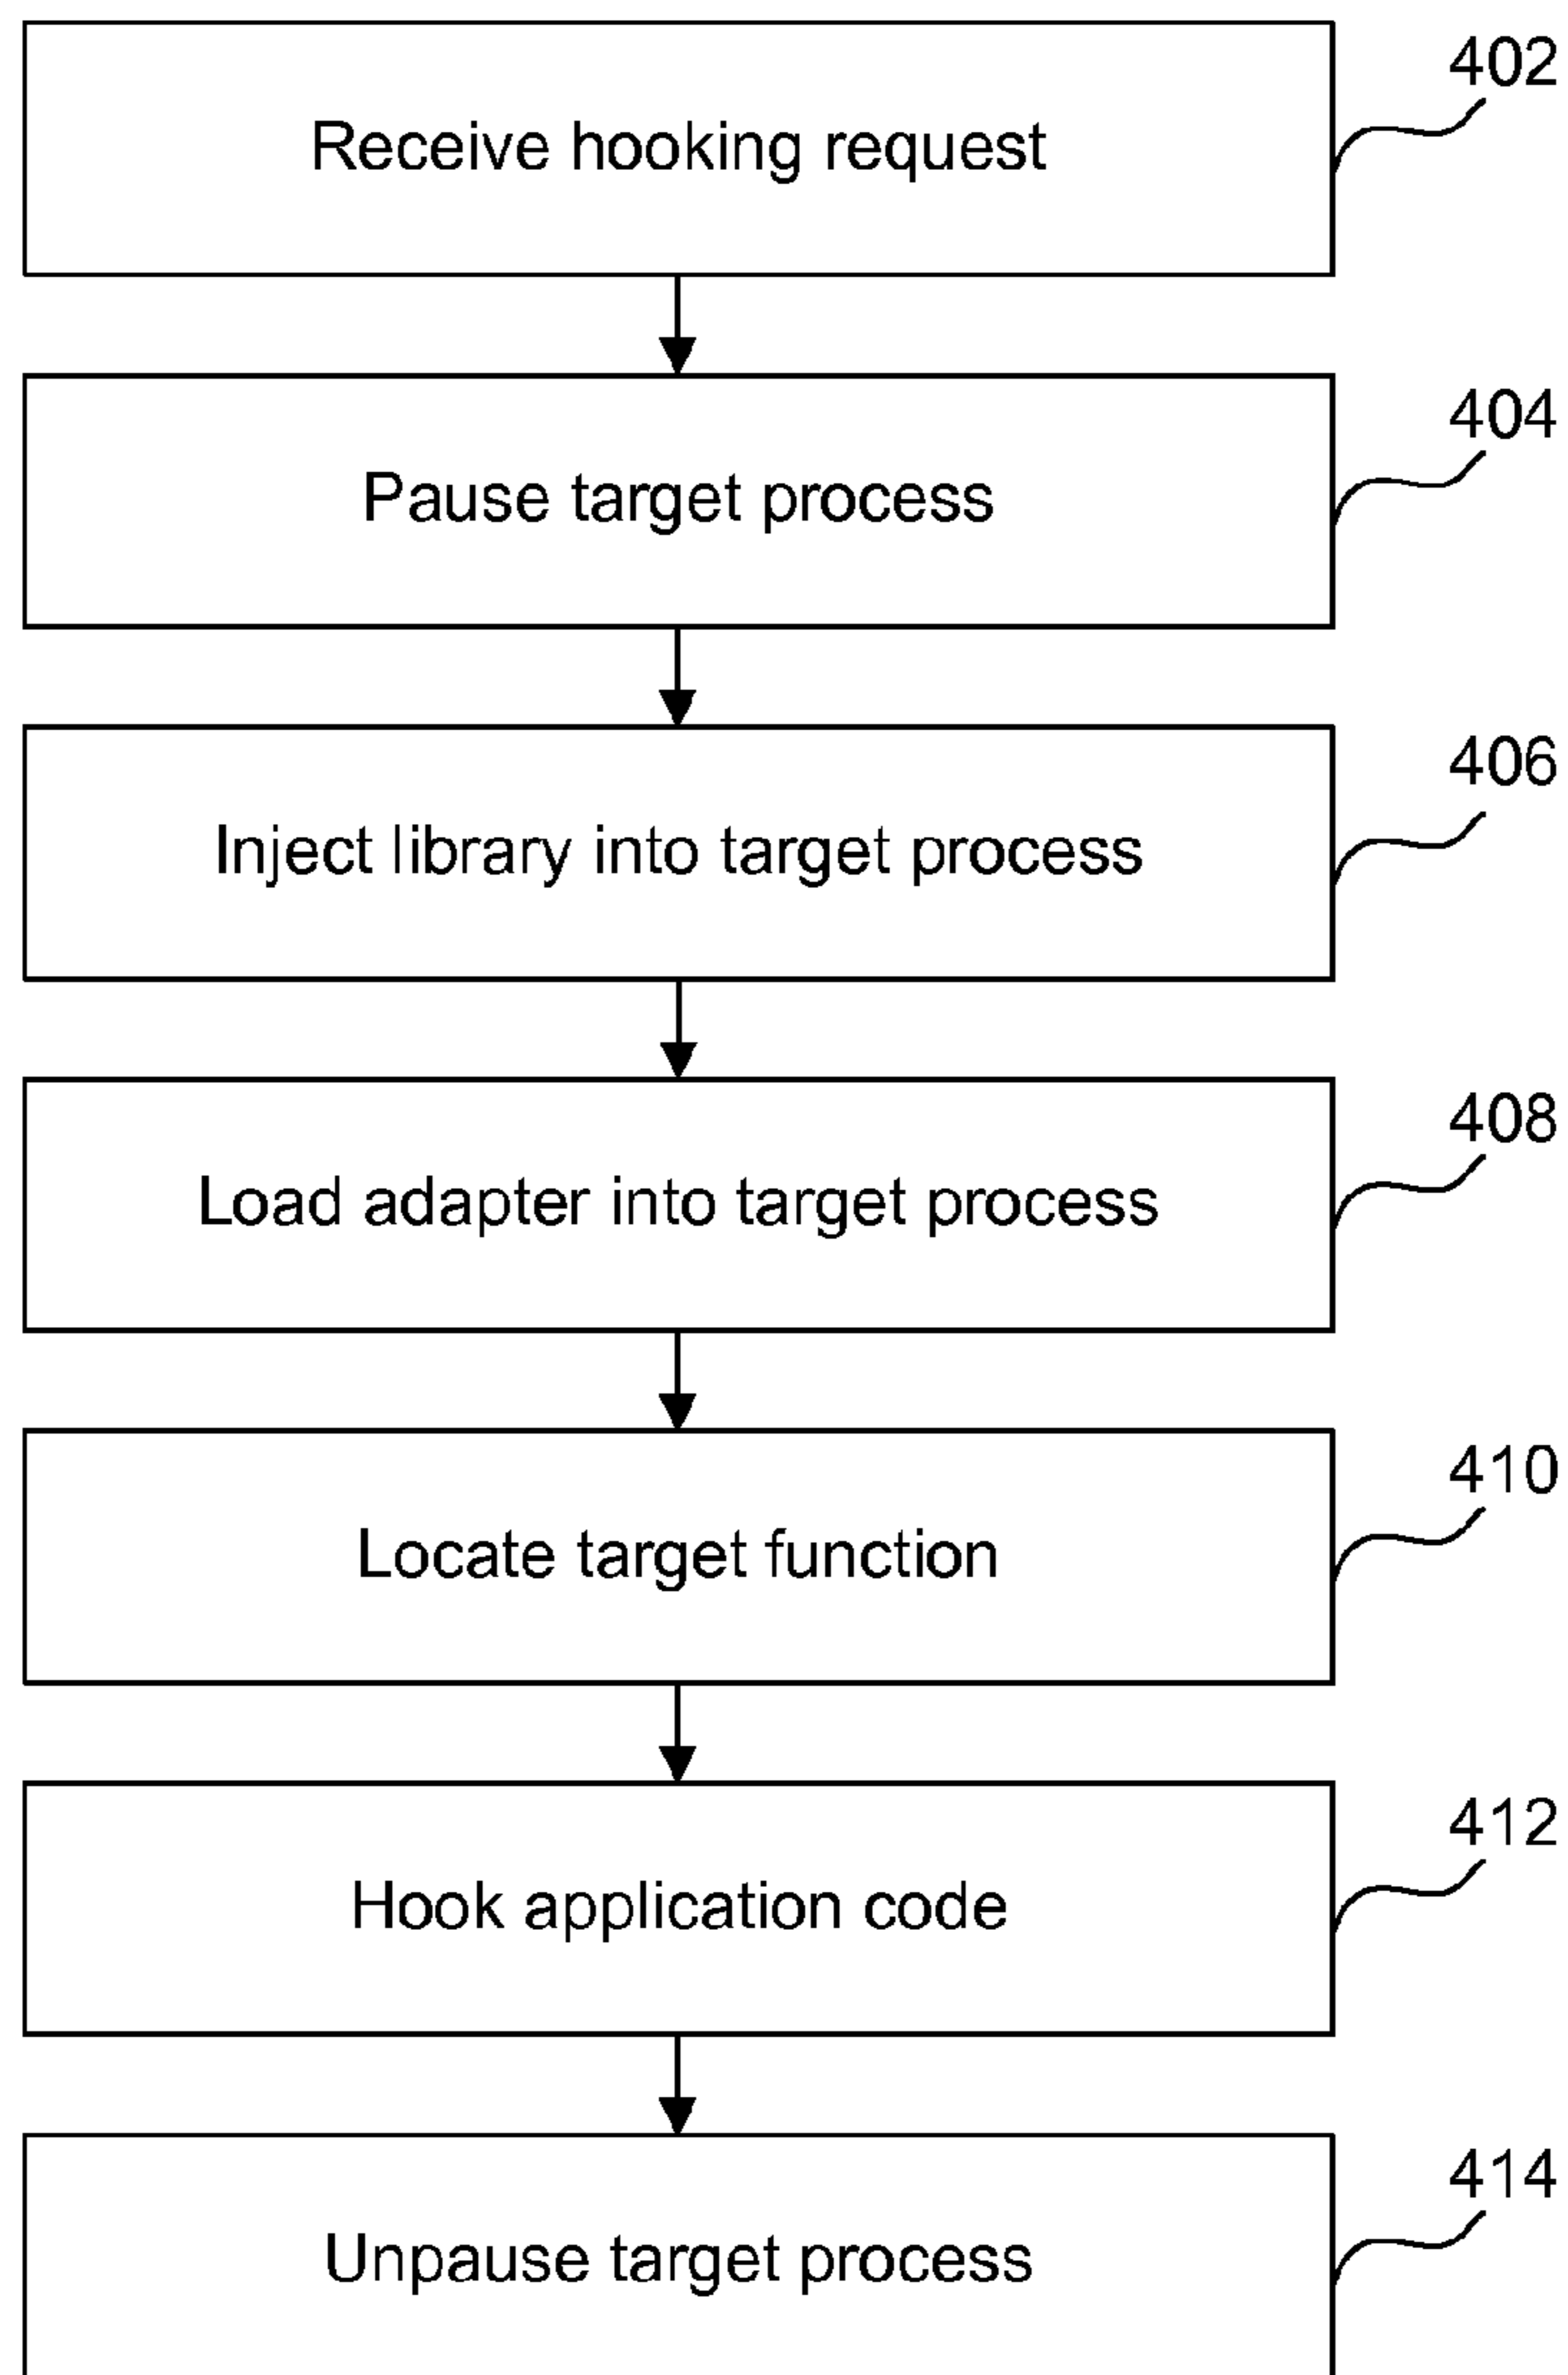 402
Receive hooking request
404
Pause target process
406
Inject library into target process
408
Load adapter into target process
410
Locate target function
412
Hook application code
414
Unpause target process